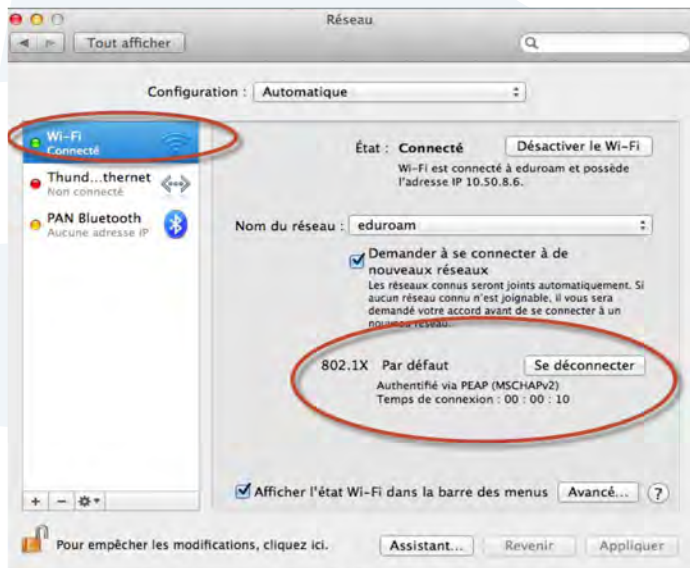 Réseau
Tout afficher
Configuration : Automatique
Wi-Fi
Connecté
Thund...thernet
Non connecté
PAN Bluetooth
Aucune adresse IP
État : Connecté
Désactiver le Wi-Fi
Wi-Fi est connecté à eduroam et possède
l'adresse IP 10.50.8.6.
Nom du réseau : eduroam
Demander à se connecter à de
nouveaux réseaux
Les réseaux connus seront joints automatiquement. Si
aucun réseau connu n'est joignable, il vous sera
demandé votre accord avant de se connecter à un
nouveau réseau.
802.1X Par défaut
Se déconnecter
Authentifié via PEAP (MSCHAPv2)
Temps de connexion : 00 : 00 : 10
+ −
Afficher l'état Wi-Fi dans la barre des menus
Avancé...
?
Pour empêcher les modifications, cliquez ici.
Assistant...
Revenir
Appliquer